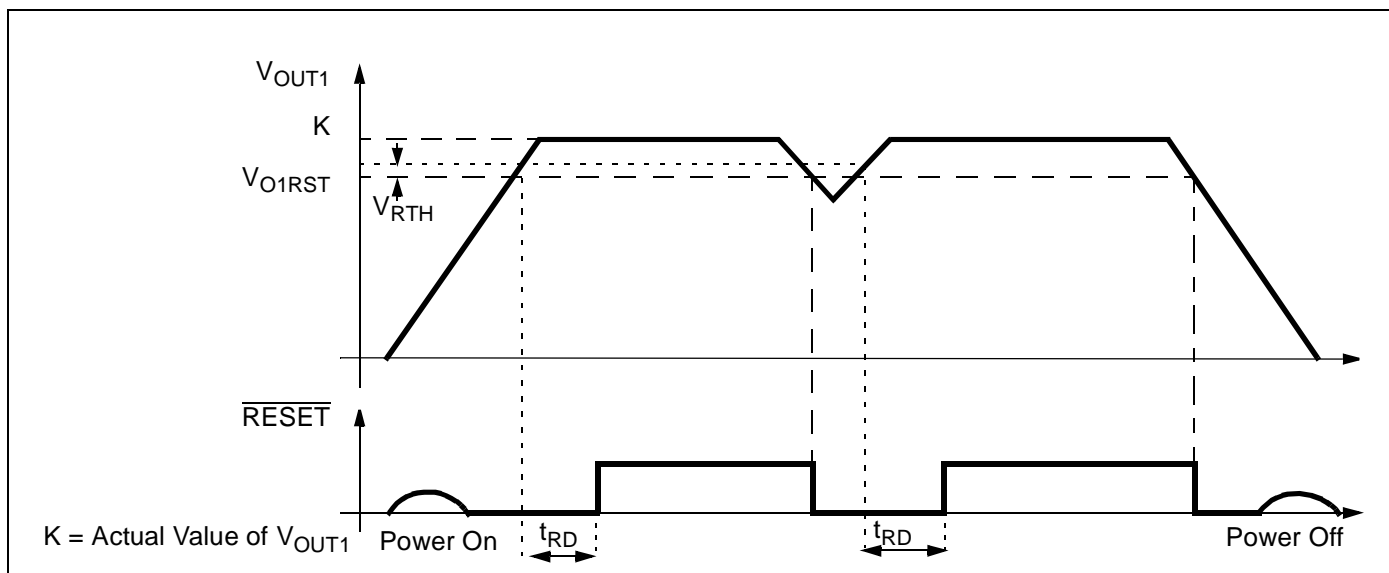 VOUT1
K
VO1RST
VRTH
RESET
tRD
tRD
K = Actual Value of VOUT1
Power On
Power Off